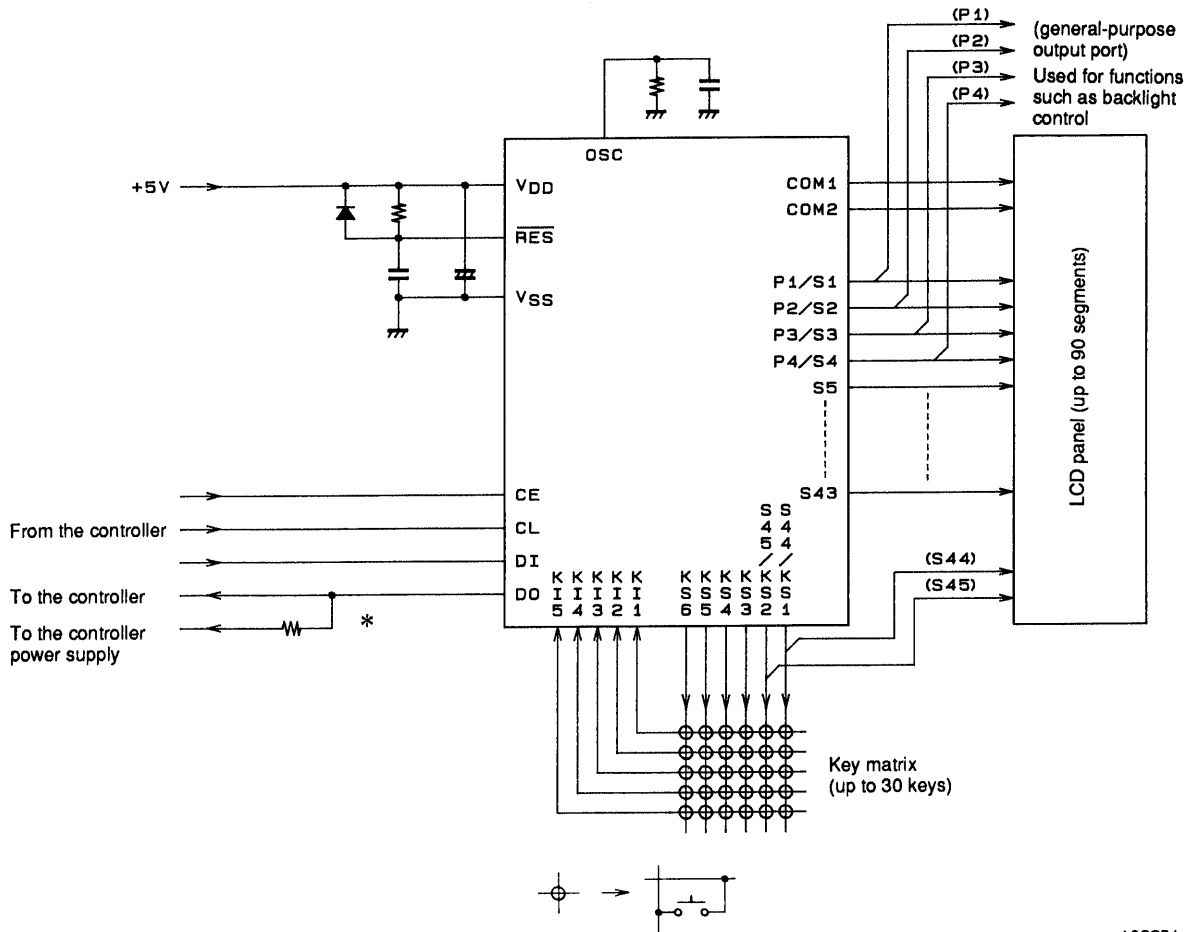 (P1)
(P2)
(P3)
(P4)
(general-purpose
output port)
Used for functions
such as backlight
control
OSC
+5V
VDD
RES
VSS
COM1
COM2
P1/S1
P2/S2
P3/S3
P4/S4
S5
S43
LCD panel (up to 90 segments)
CE
From the controller
CL
DI
To the controller
DO
To the controller
power supply
*
KI5
KI4
KI3
KI2
KI1
KS6
KS5
KS4
KS3
S45/KS2
S44/KS1
(S44)
(S45)
Key matrix
(up to 30 keys)